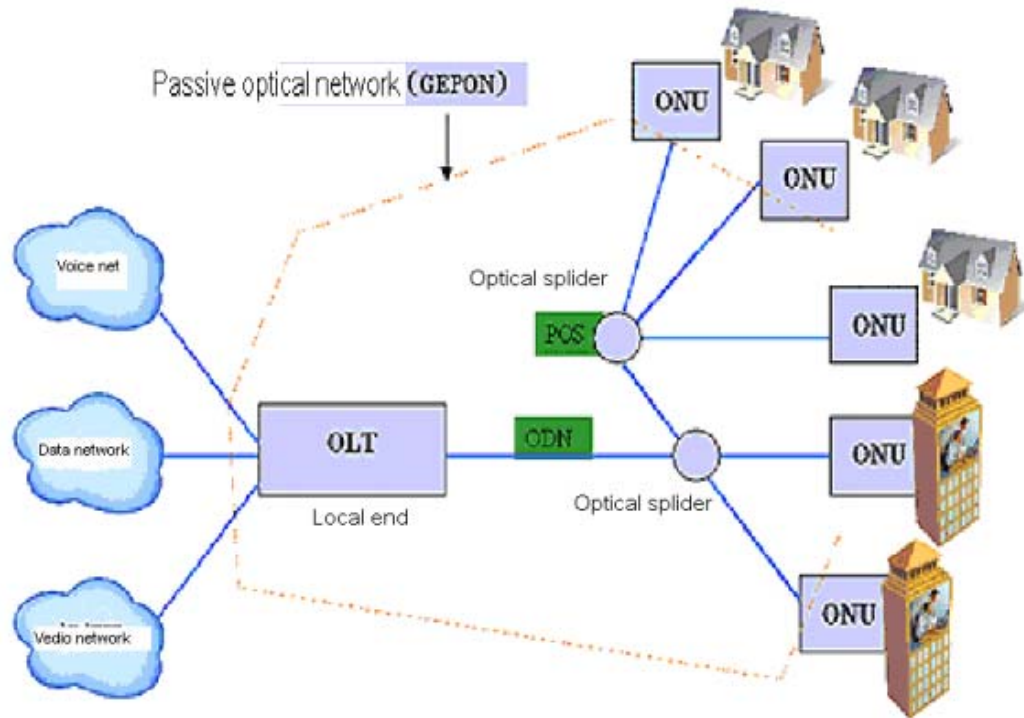 Passive optical network (GEPON)
ONU
ONU
Voice net
Optical splider
POS
ONU
Data network
OLT
ODN
ONU
Local end
Optical splider
Vedio network
ONU